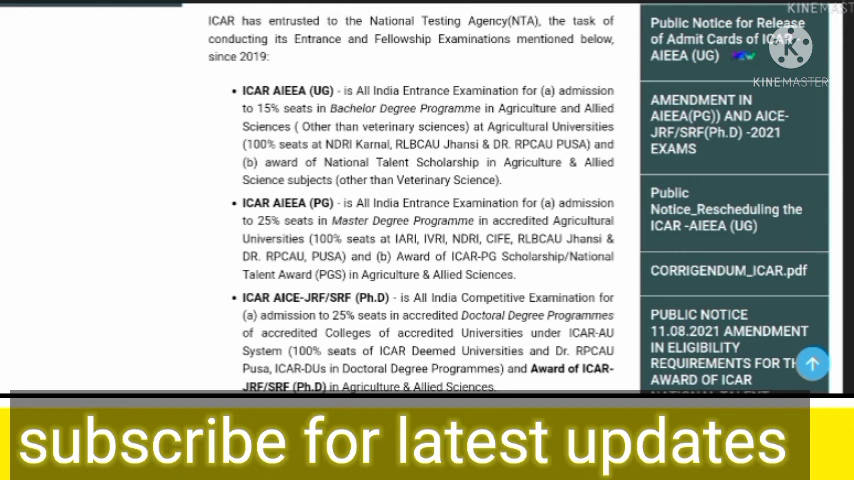 ICAR has entrusted to the National Testing Agency(NTA), the task of
conducting its Entrance and Fellowship Examinations mentioned below,
since 2019:
• ICAR AIEEA (UG) - is All India Entrance Examination for (a) admission
to 15% seats in Bachelor Degree Programme in Agriculture and Allied
Sciences ( Other than veterinary sciences) at Agricultural Universities
(100% seats at NDRI Karnal, RLBCAU Jhansi & DR. RPCAU PUSA) and
(b) award of National Talent Scholarship in Agriculture & Allied
Science subjects (other than Veterinary Science).
• ICAR AIEEA (PG) - is All India Entrance Examination for (a) admission
to 25% seats in Master Degree Programme in accredited Agricultural
Universities (100% seats at IARI, IVRI, NDRI, CIFE, RLBCAU Jhansi &
DR. RPCAU, PUSA) and (b) Award of ICAR-PG Scholarship/National
Talent Award (PGS) in Agriculture & Allied Sciences.
• ICAR AICE-JRF/SRF (Ph.D) - is All India Competitive Examination for
(a) admission to 25% seats in accredited Doctoral Degree Programmes
of accredited Colleges of accredited Universities under ICAR-AU
System (100% seats of ICAR Deemed Universities and Dr. RPCAU
Pusa, ICAR-DUs in Doctoral Degree Programmes) and Award of ICAR-
JRF/SRF (Ph.D) in Agriculture & Allied Sciences.
Public Notice for Release
of Admit Cards of ICAR
AIEEA (UG)
AMENDMENT IN
AIEEA(PG)) AND AICE-
JRF/SRF(Ph.D) -2021
EXAMS
Public
Notice_Rescheduling the
ICAR -AIEEA (UG)
CORRIGENDUM_ICAR.pdf
PUBLIC NOTICE
11.08.2021 AMENDMENT
IN ELIGIBILITY
REQUIREMENTS FOR TH
AWARD OF ICAR
NATIONAL TALENT
KINEMAST
KINEMASTER
subscribe for latest updates